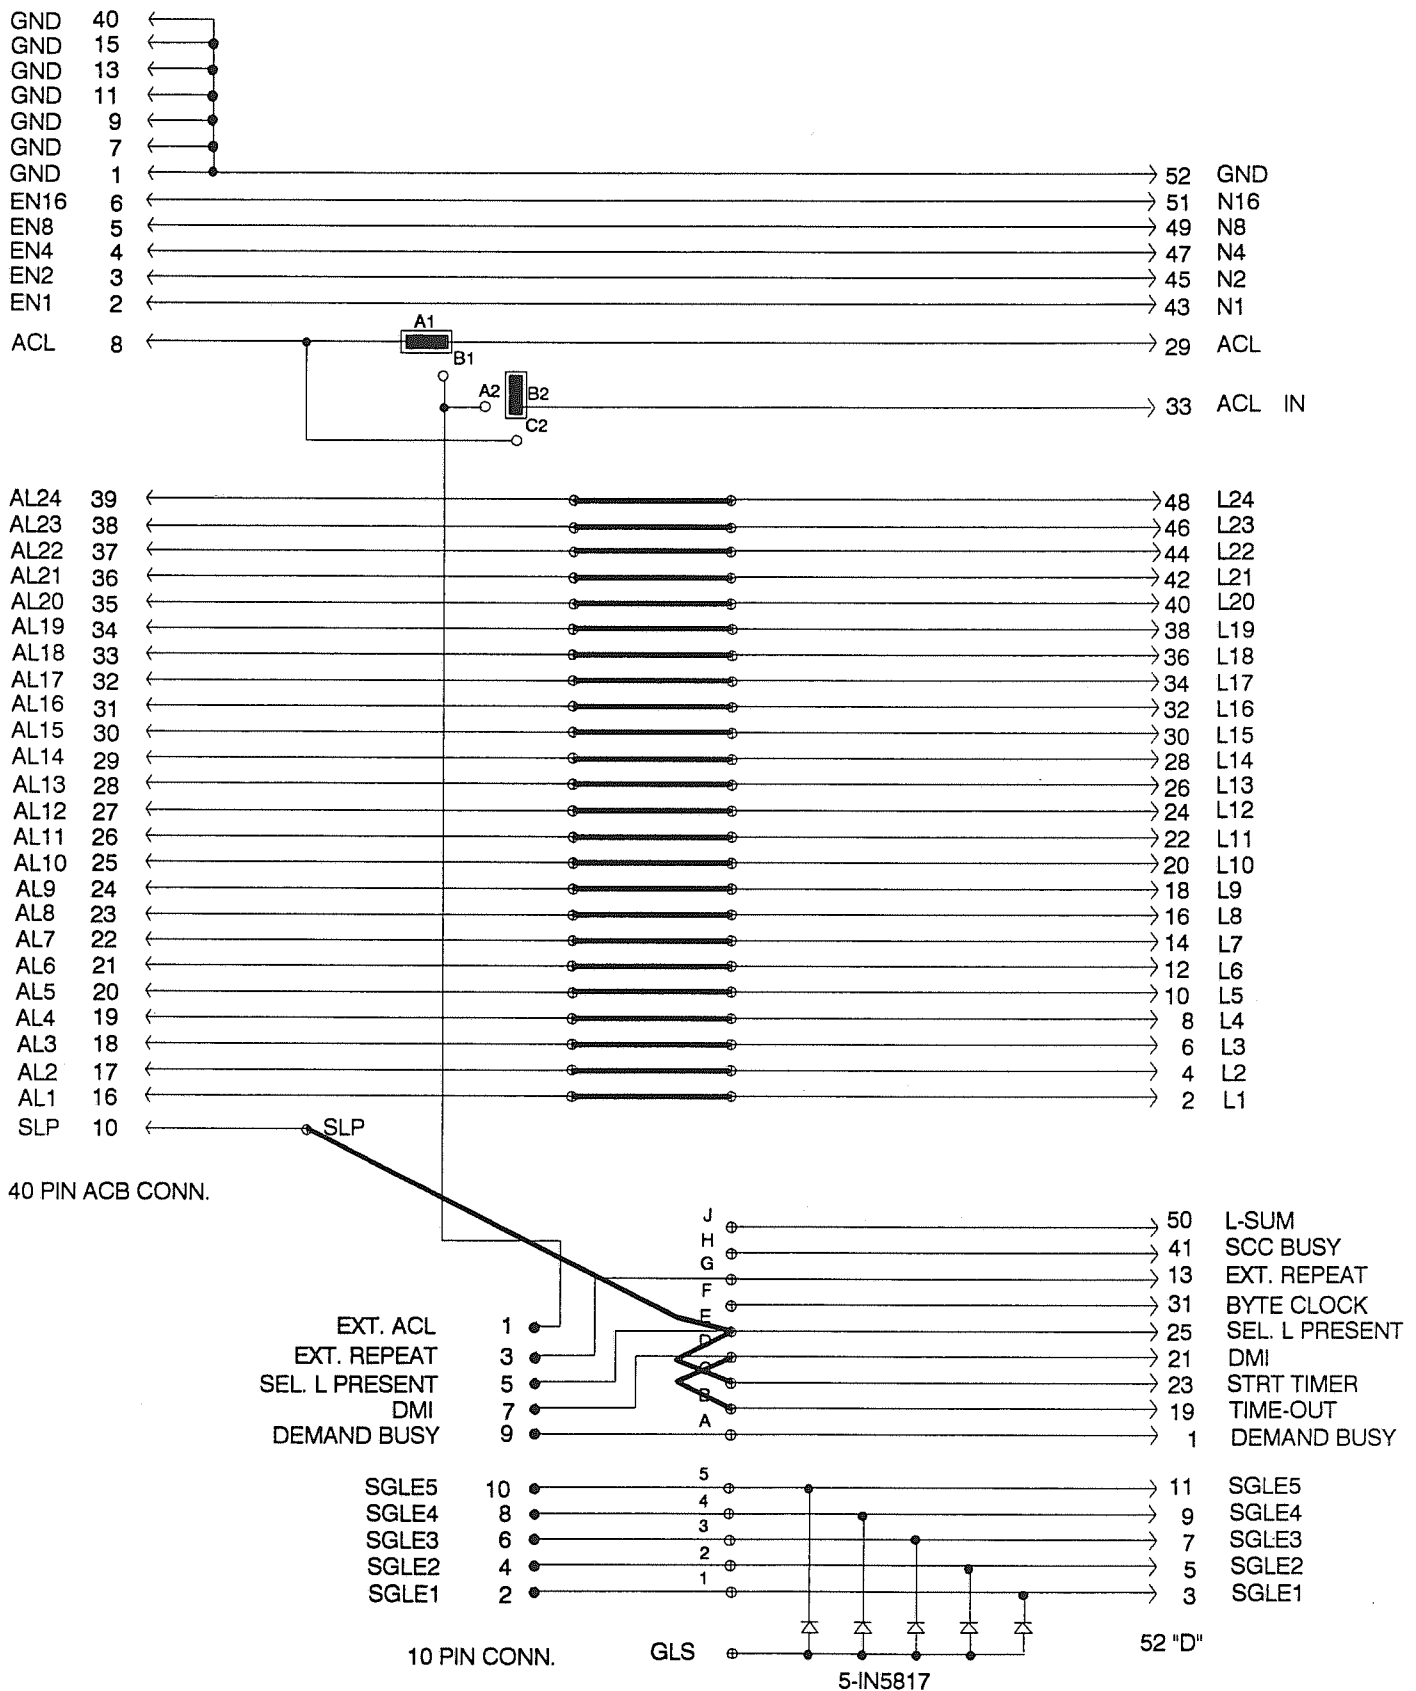 GND 40
GND 15
GND 13
GND 11
GND 9
GND 7
GND 1 52 GND
EN16 6 51 N16
EN8 5 49 N8
EN4 4 47 N4
EN2 3 45 N2
EN1 2 43 N1
A1
ACL 8 29 ACL
B1
A2 B2 33 ACL IN
C2
AL24 39 48 L24
AL23 38 46 L23
AL22 37 44 L22
AL21 36 42 L21
AL20 35 40 L20
AL19 34 38 L19
AL18 33 36 L18
AL17 32 34 L17
AL16 31 32 L16
AL15 30 30 L15
AL14 29 28 L14
AL13 28 26 L13
AL12 27 24 L12
AL11 26 22 L11
AL10 25 20 L10
AL9 24 18 L9
AL8 23 16 L8
AL7 22 14 L7
AL6 21 12 L6
AL5 20 10 L5
AL4 19 8 L4
AL3 18 6 L3
AL2 17 4 L2
AL1 16 2 L1
SLP 10 SLP
40 PIN ACB CONN.
J 50 L-SUM
H 41 SCC BUSY
G 13 EXT. REPEAT
F 31 BYTE CLOCK
EXT. ACL 1 E 25 SEL. L PRESENT
EXT. REPEAT 3 D 21 DMI
SEL. L PRESENT 5 C 23 STRT TIMER
DMI 7 B 19 TIME-OUT
DEMAND BUSY 9 A 1 DEMAND BUSY
SGLE5 10 5 11 SGLE5
SGLE4 8 4 9 SGLE4
SGLE3 6 3 7 SGLE3
SGLE2 4 2 5 SGLE2
SGLE1 2 1 3 SGLE1
10 PIN CONN. GLS 52 "D"
5-IN5817